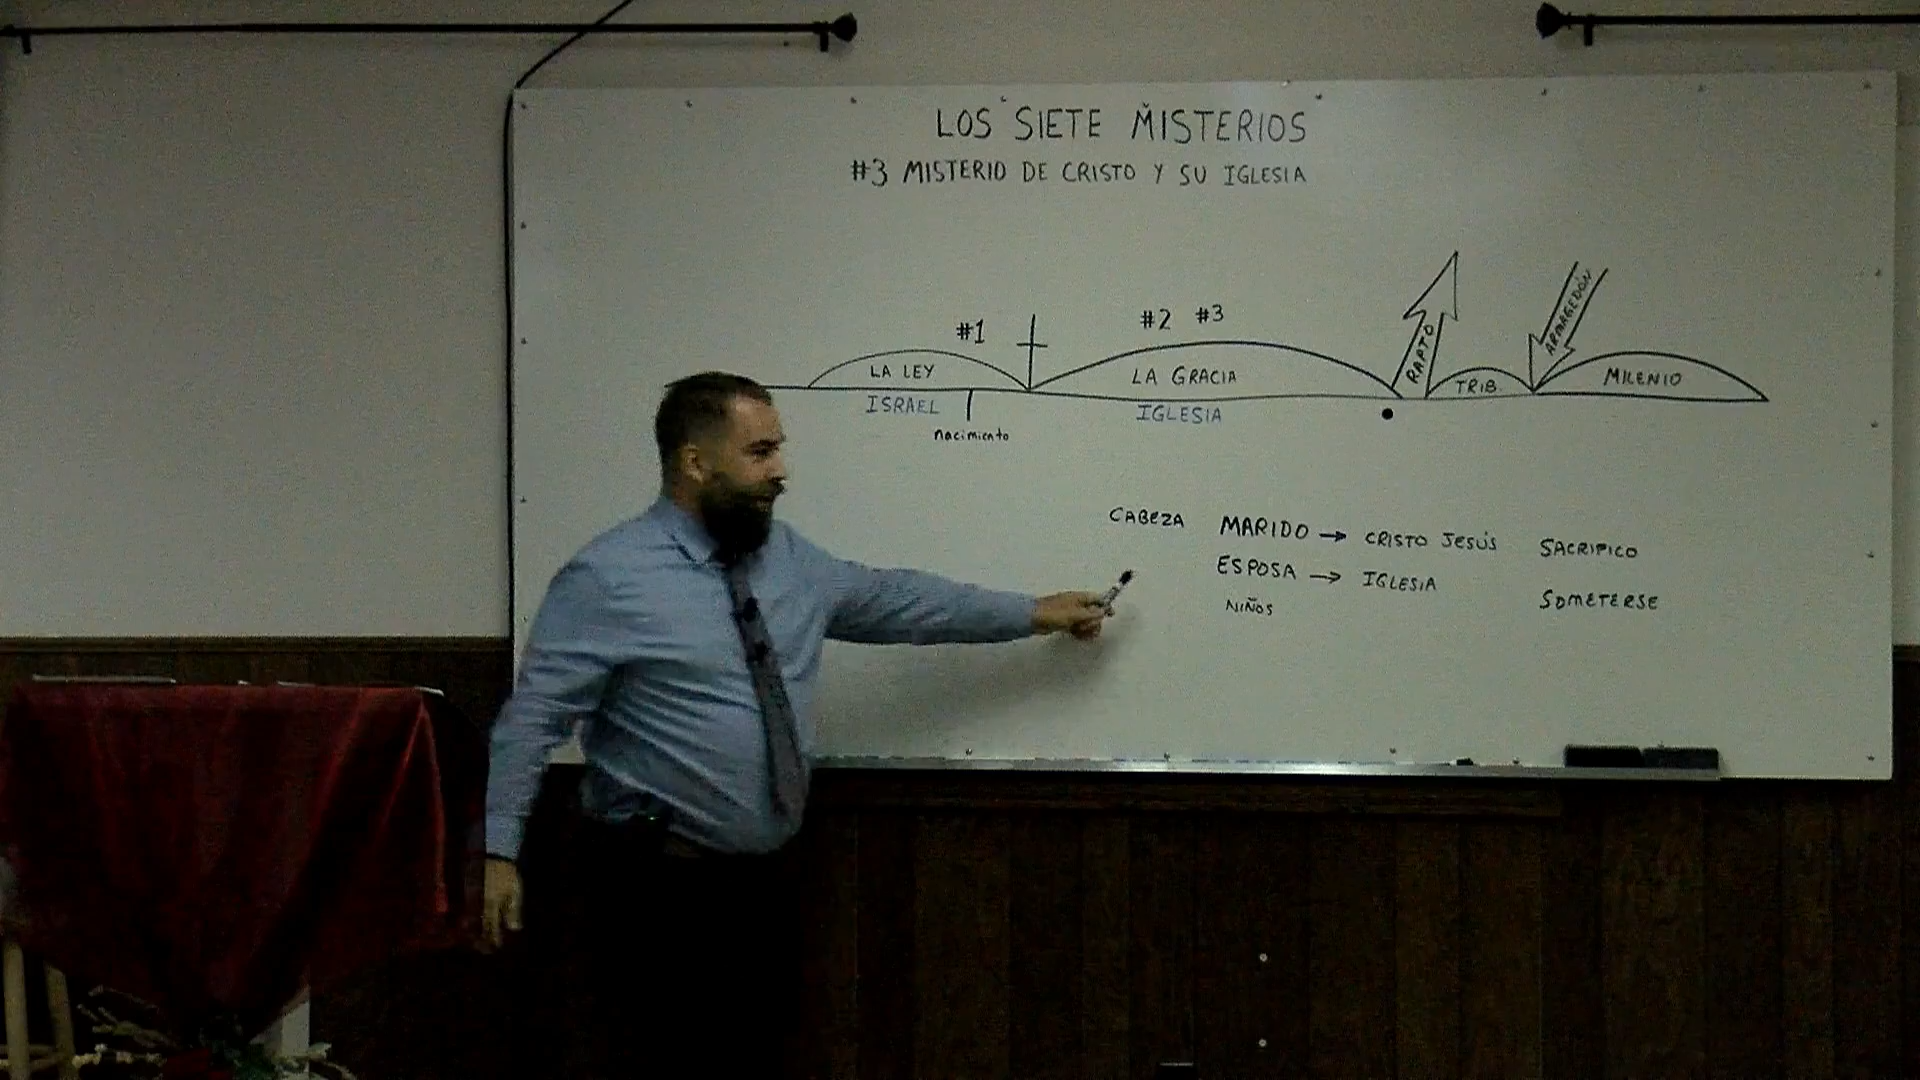 LOS SIETE MISTERIOS
#3 MISTERIO DE CRISTO Y SU IGLESIA
#1 #2 #3
LA LEY LA GRACIA RAPTO TRIB. ARMAGEDÓN MILENIO
ISRAEL IGLESIA
nacimiento
CABEZA MARIDO → CRISTO JESÚS SACRIFICO
ESPOSA → IGLESIA SOMETERSE
NIÑOS